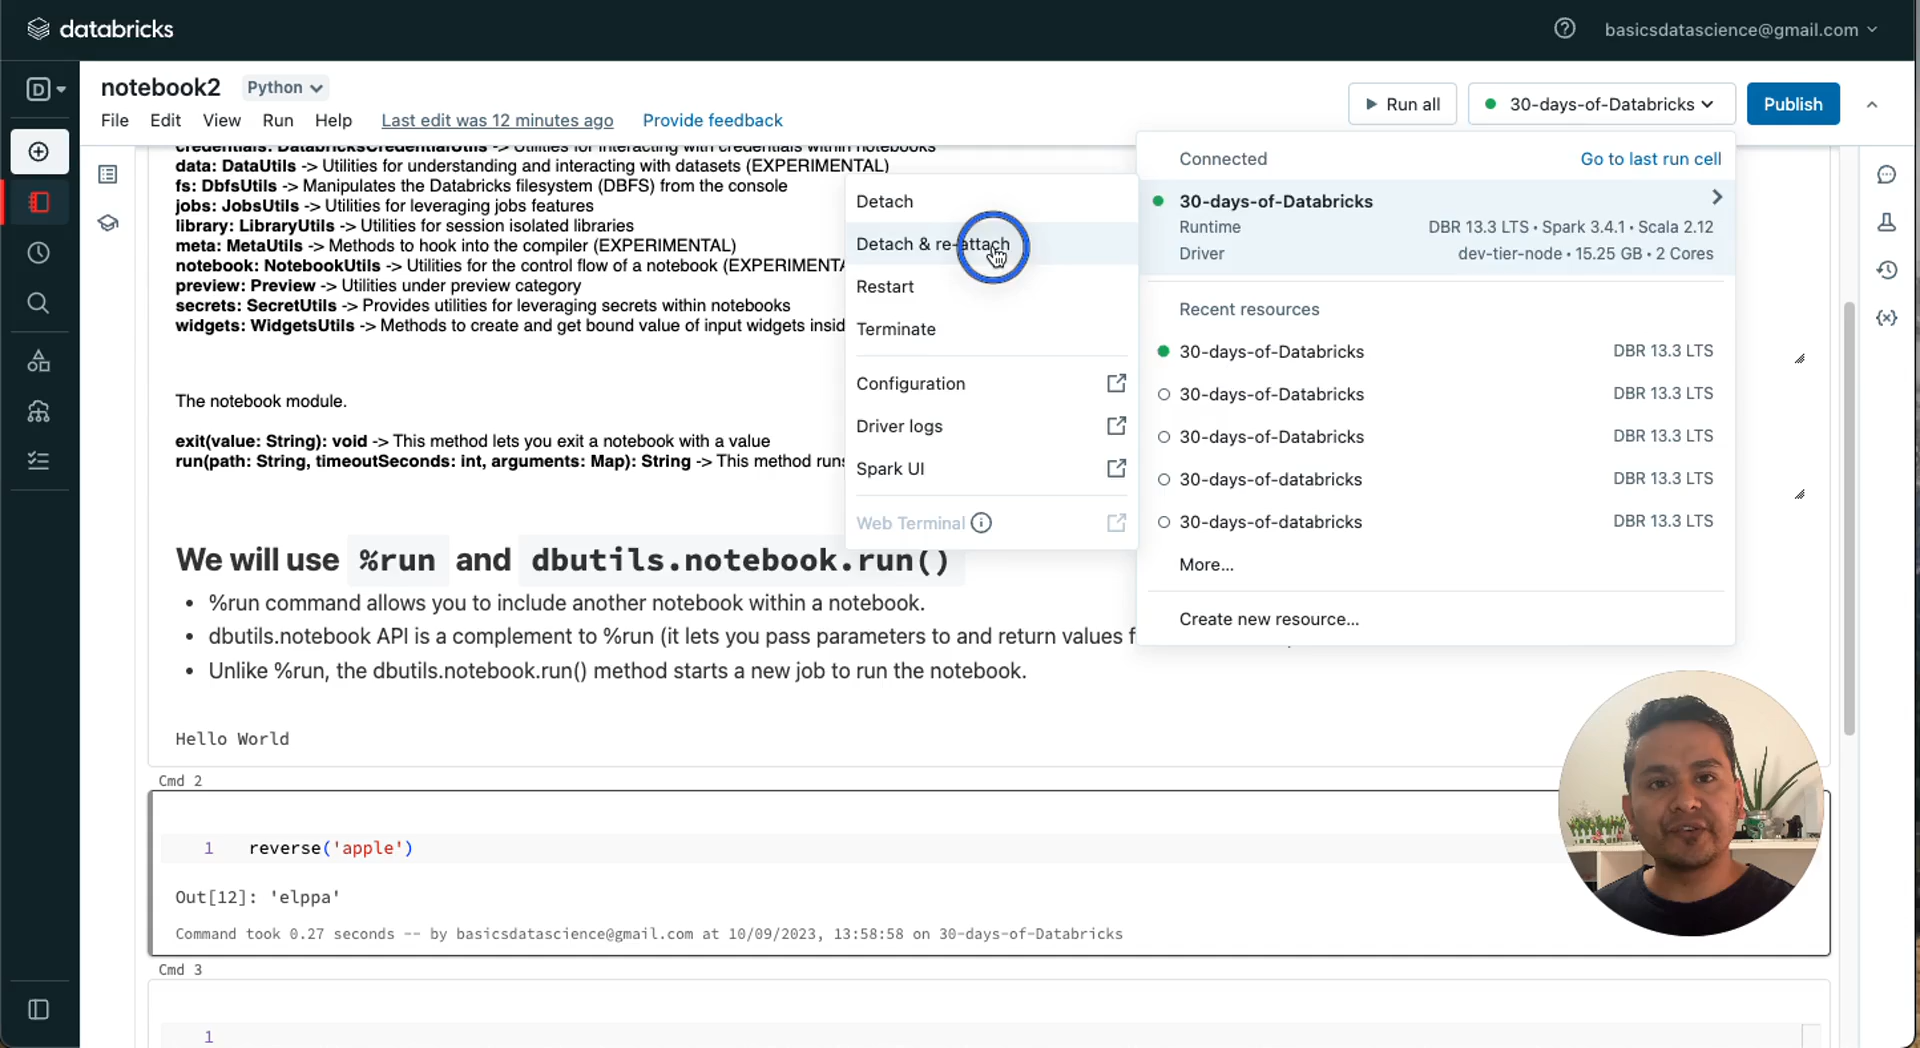 databricks
basicsdatascience@gmail.com
D
notebook2
Python
File
Edit
View
Run
Help
Last edit was 12 minutes ago
Provide feedback
Run all
30-days-of-Databricks
Publish
credentials: DatabricksCredentialUtils -> Utilities for interacting with credentials within notebooks
data: DataUtils -> Utilities for understanding and interacting with datasets (EXPERIMENTAL)
fs: DbfsUtils -> Manipulates the Databricks filesystem (DBFS) from the console
jobs: JobsUtils -> Utilities for leveraging jobs features
library: LibraryUtils -> Utilities for session isolated libraries
meta: MetaUtils -> Methods to hook into the compiler (EXPERIMENTAL)
notebook: NotebookUtils -> Utilities for the control flow of a notebook (EXPERIMENTA
preview: Preview -> Utilities under preview category
secrets: SecretUtils -> Provides utilities for leveraging secrets within notebooks
widgets: WidgetsUtils -> Methods to create and get bound value of input widgets insid
The notebook module.
exit(value: String): void -> This method lets you exit a notebook with a value
run(path: String, timeoutSeconds: int, arguments: Map): String -> This method runs
We will use %run and dbutils.notebook.run()
• %run command allows you to include another notebook within a notebook.
• dbutils.notebook API is a complement to %run (it lets you pass parameters to and return values f
• Unlike %run, the dbutils.notebook.run() method starts a new job to run the notebook.
Hello World
Cmd 2
1 reverse('apple')
Out[12]: 'elppa'
Command took 0.27 seconds -- by basicsdatascience@gmail.com at 10/09/2023, 13:58:58 on 30-days-of-Databricks
Cmd 3
1
Detach
Detach & re-attach
Restart
Terminate
Configuration
Driver logs
Spark UI
Web Terminal
Connected
Go to last run cell
30-days-of-Databricks
Runtime
DBR 13.3 LTS • Spark 3.4.1 • Scala 2.12
Driver
dev-tier-node • 15.25 GB • 2 Cores
Recent resources
30-days-of-Databricks DBR 13.3 LTS
30-days-of-Databricks DBR 13.3 LTS
30-days-of-Databricks DBR 13.3 LTS
30-days-of-databricks DBR 13.3 LTS
30-days-of-databricks DBR 13.3 LTS
More...
Create new resource...